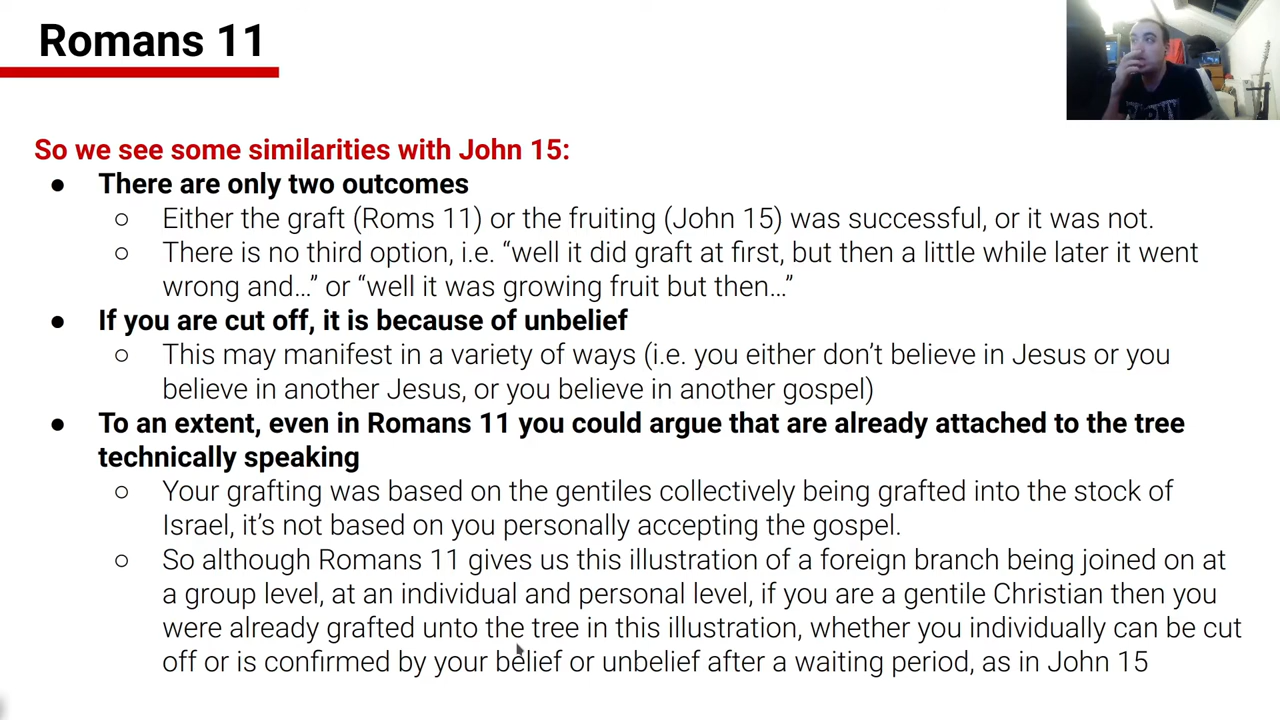 Romans 11
So we see some similarities with John 15:
● There are only two outcomes
○ Either the graft (Roms 11) or the fruiting (John 15) was successful, or it was not.
○ There is no third option, i.e. “well it did graft at first, but then a little while later it went
wrong and…” or “well it was growing fruit but then…”
● If you are cut off, it is because of unbelief
○ This may manifest in a variety of ways (i.e. you either don’t believe in Jesus or you
believe in another Jesus, or you believe in another gospel)
● To an extent, even in Romans 11 you could argue that are already attached to the tree
technically speaking
○ Your grafting was based on the gentiles collectively being grafted into the stock of
Israel, it’s not based on you personally accepting the gospel.
○ So although Romans 11 gives us this illustration of a foreign branch being joined on at
a group level, at an individual and personal level, if you are a gentile Christian then you
were already grafted unto the tree in this illustration, whether you individually can be cut
off or is confirmed by your belief or unbelief after a waiting period, as in John 15